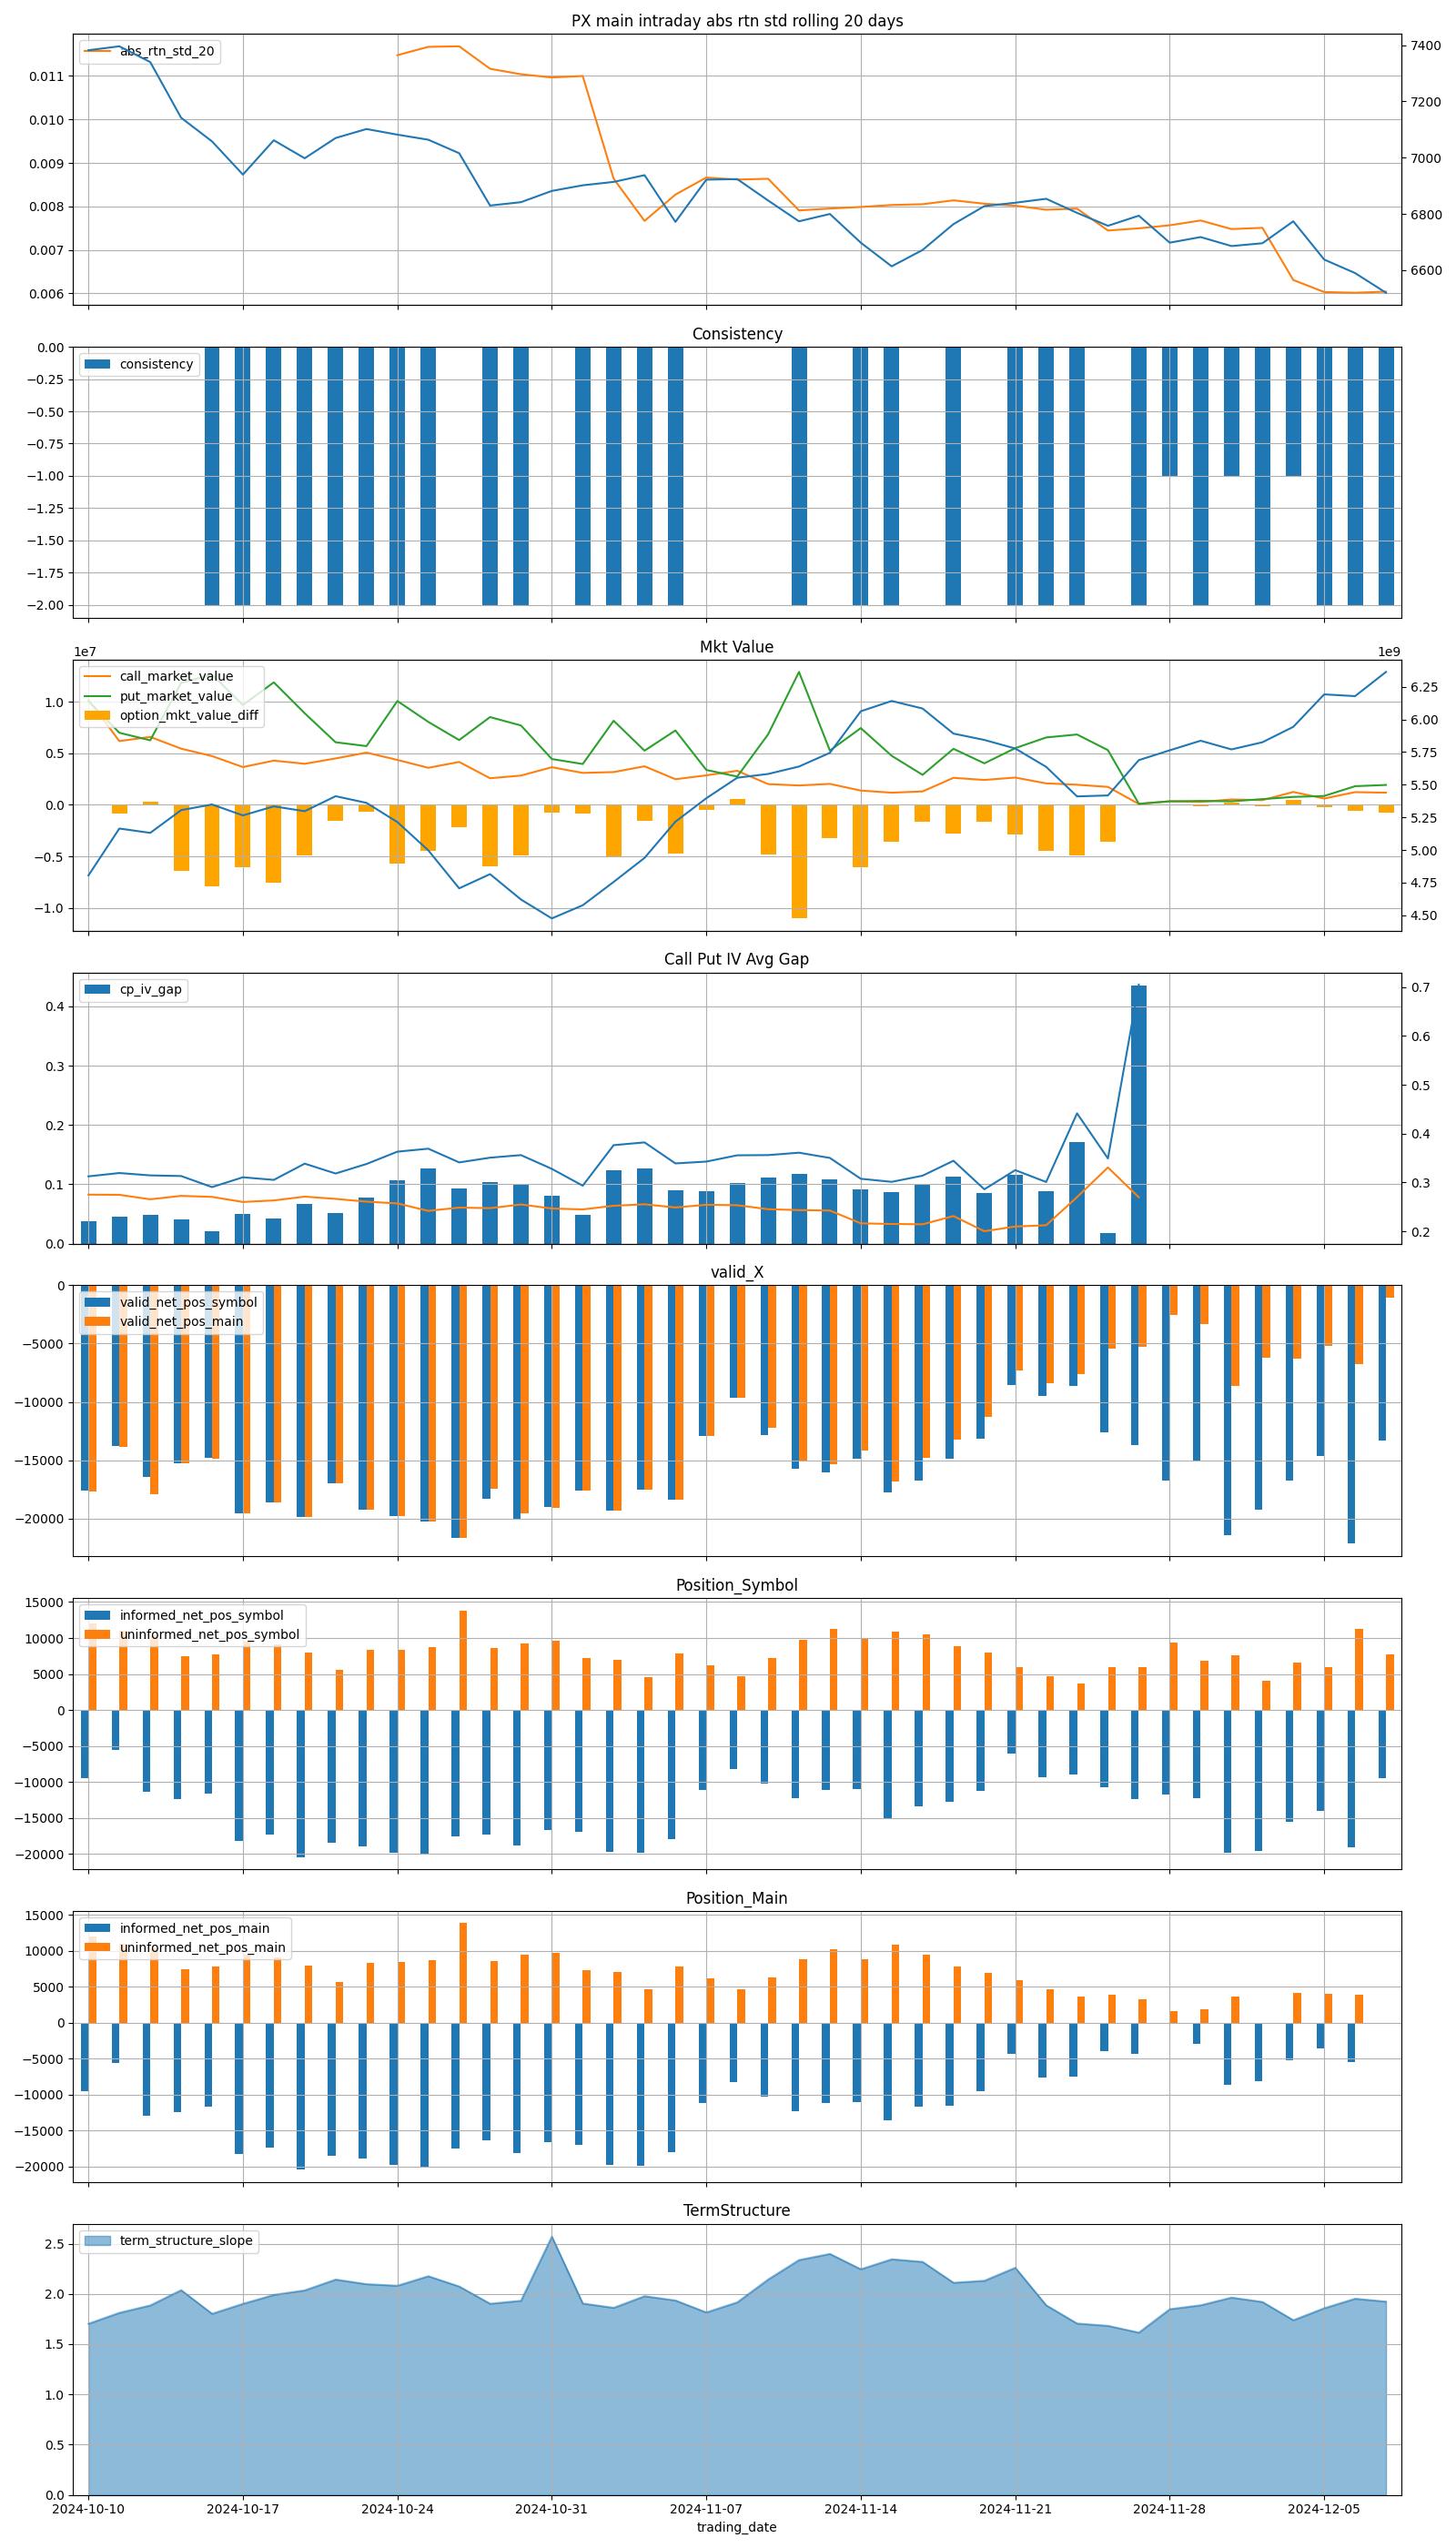 PX main intraday abs rtn std rolling 20 days
abs_rtn_std_20
0.011
0.010
0.009
0.008
0.007
0.006
7400
7200
7000
6800
6600
Consistency
consistency
0.00
−0.25
−0.50
−0.75
−1.00
−1.25
−1.50
−1.75
−2.00
Mkt Value
1e7
1e9
call_market_value
put_market_value
option_mkt_value_diff
1.0
0.5
0.0
−0.5
−1.0
6.25
6.00
5.75
5.50
5.25
5.00
4.75
4.50
Call Put IV Avg Gap
cp_iv_gap
0.4
0.3
0.2
0.1
0.0
0.7
0.6
0.5
0.4
0.3
0.2
valid_X
valid_net_pos_symbol
valid_net_pos_main
0
−5000
−10000
−15000
−20000
Position_Symbol
informed_net_pos_symbol
uninformed_net_pos_symbol
15000
10000
5000
0
−5000
−10000
−15000
−20000
Position_Main
informed_net_pos_main
uninformed_net_pos_main
15000
10000
5000
0
−5000
−10000
−15000
−20000
TermStructure
term_structure_slope
2.5
2.0
1.5
1.0
0.5
0.0
2024-10-10 2024-10-17 2024-10-24 2024-10-31 2024-11-07 2024-11-14 2024-11-21 2024-11-28 2024-12-05
trading_date